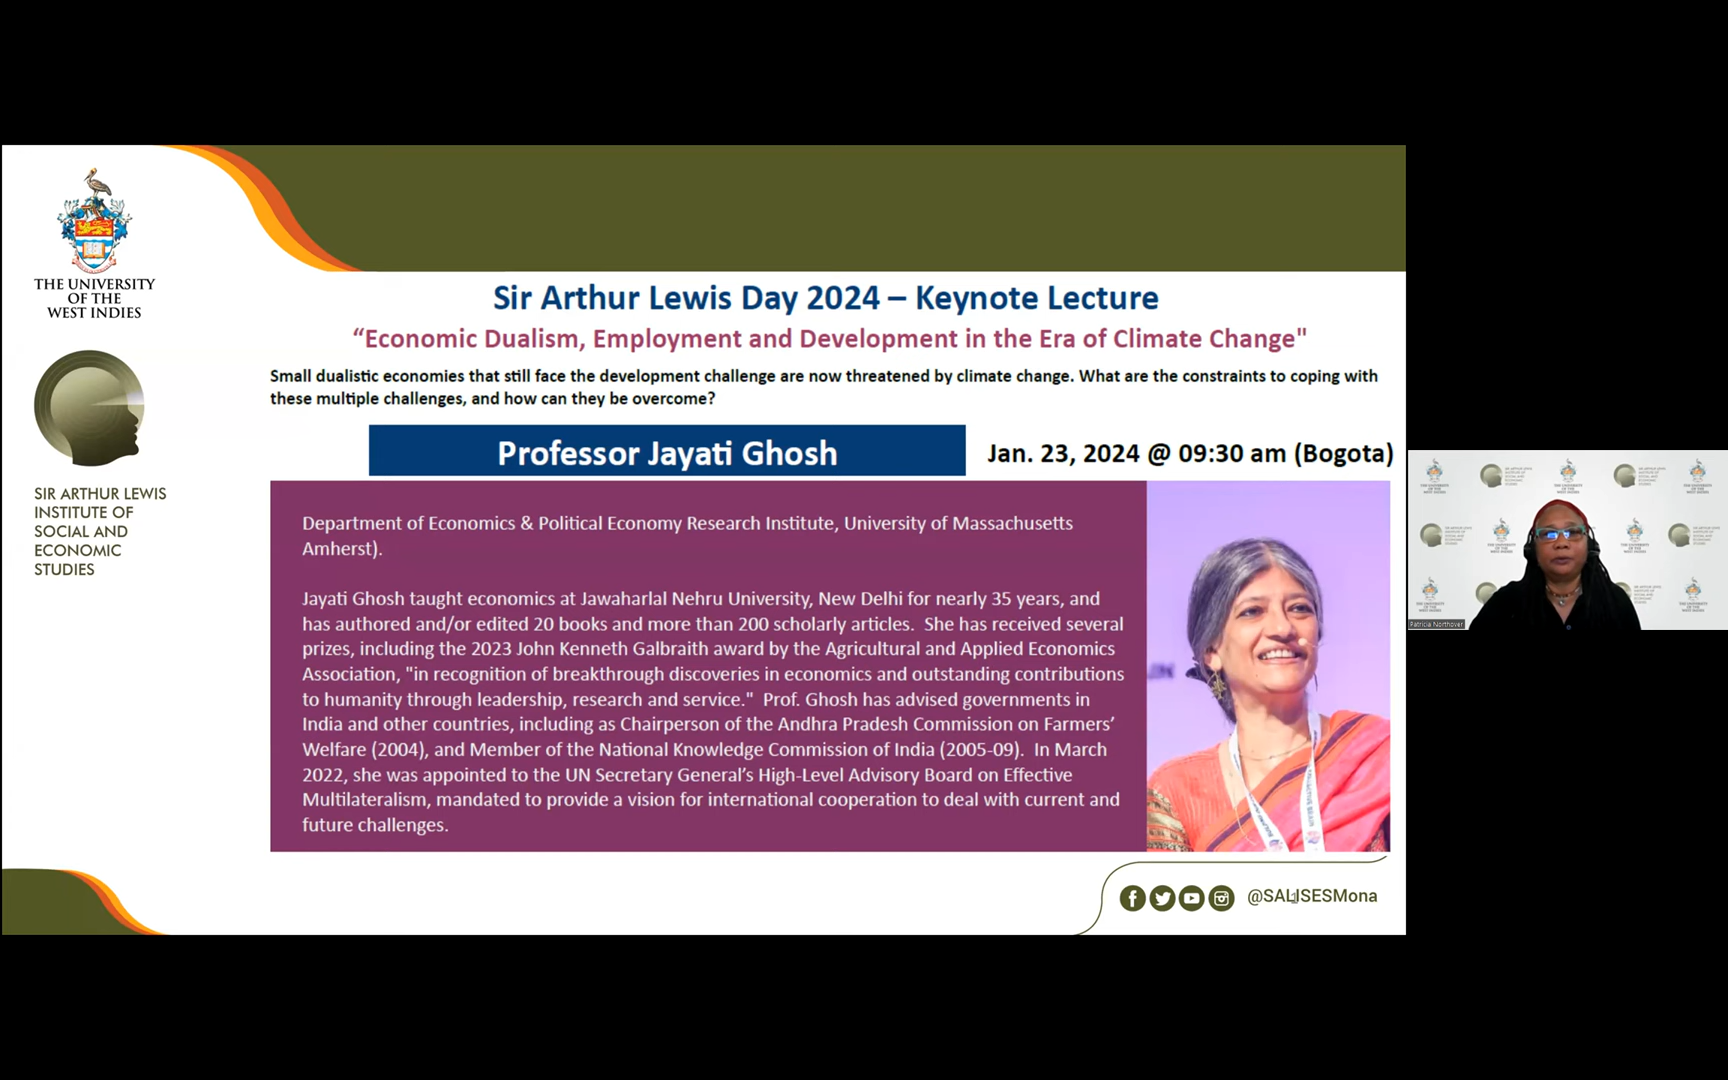 THE UNIVERSITY
OF THE
WEST INDIES
SIR ARTHUR LEWIS
INSTITUTE OF
SOCIAL AND
ECONOMIC
STUDIES
Sir Arthur Lewis Day 2024 – Keynote Lecture
“Economic Dualism, Employment and Development in the Era of Climate Change"
Small dualistic economies that still face the development challenge are now threatened by climate change. What are the constraints to coping with
these multiple challenges, and how can they be overcome?
Professor Jayati Ghosh
Jan. 23, 2024 @ 09:30 am (Bogota)
Department of Economics & Political Economy Research Institute, University of Massachusetts
Amherst).
Jayati Ghosh taught economics at Jawaharlal Nehru University, New Delhi for nearly 35 years, and
has authored and/or edited 20 books and more than 200 scholarly articles.  She has received several
prizes, including the 2023 John Kenneth Galbraith award by the Agricultural and Applied Economics
Association, "in recognition of breakthrough discoveries in economics and outstanding contributions
to humanity through leadership, research and service."  Prof. Ghosh has advised governments in
India and other countries, including as Chairperson of the Andhra Pradesh Commission on Farmers’
Welfare (2004), and Member of the National Knowledge Commission of India (2005-09).  In March
2022, she was appointed to the UN Secretary General’s High-Level Advisory Board on Effective
Multilateralism, mandated to provide a vision for international cooperation to deal with current and
future challenges.
@SALISESMona
Patricia Northover